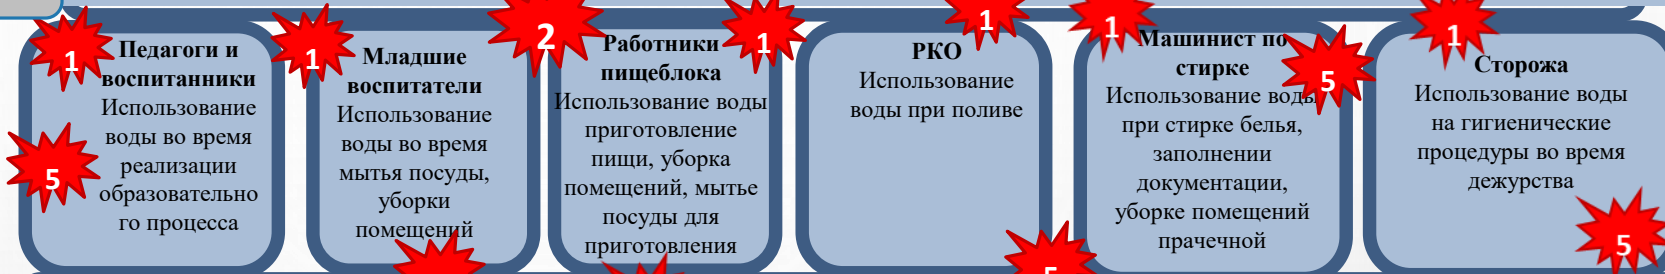 1
Педагоги и
воспитанники
Использование
воды во время
реализации
образовательно
го процесса
5
1
Младшие
воспитатели
Использование
воды во время
мытья посуды,
уборки
помещений
2
Работники
пищеблока
1
Использование воды
приготовление
пищи, уборка
помещений, мытье
посуды для
приготовления
1
РКО
Использование
воды при поливе
5
1
Машинист по
стирке
5
Использование воды
при стирке белья,
заполнении
документации,
уборке помещений
прачечной
1
Сторожа
Использование воды
на гигиенические
процедуры во время
дежурства
5